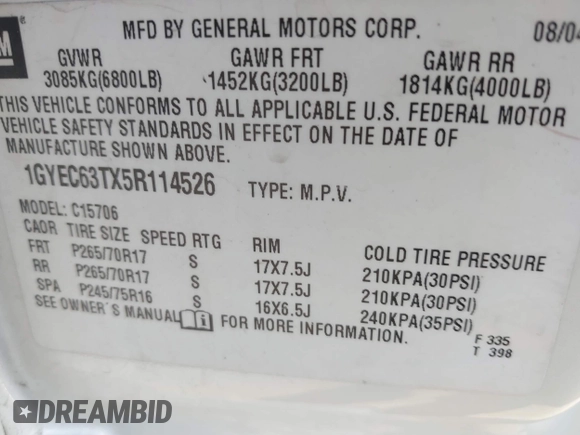 GM ®
MFD BY GENERAL MOTORS CORP. 08/04
GVWR GAWR FRT GAWR RR
3085KG(6800LB) 1452KG(3200LB) 1814KG(4000LB)
THIS VEHICLE CONFORMS TO ALL APPLICABLE U.S. FEDERAL MOTOR
VEHICLE SAFETY STANDARDS IN EFFECT ON THE DATE OF
MANUFACTURE SHOWN ABOVE.
1GYEC63TX5R114526 TYPE: M.P.V.
MODEL: C15706
CAOR TIRE SIZE SPEED RTG RIM COLD TIRE PRESSURE
FRT P265/70R17 S 17X7.5J 210KPA(30PSI)
RR P265/70R17 S 17X7.5J 210KPA(30PSI)
SPA P245/75R16 S 16X6.5J 240KPA(35PSI)
SEE OWNER'S MANUAL FOR MORE INFORMATION.
F 335
T 398
DREAMBID